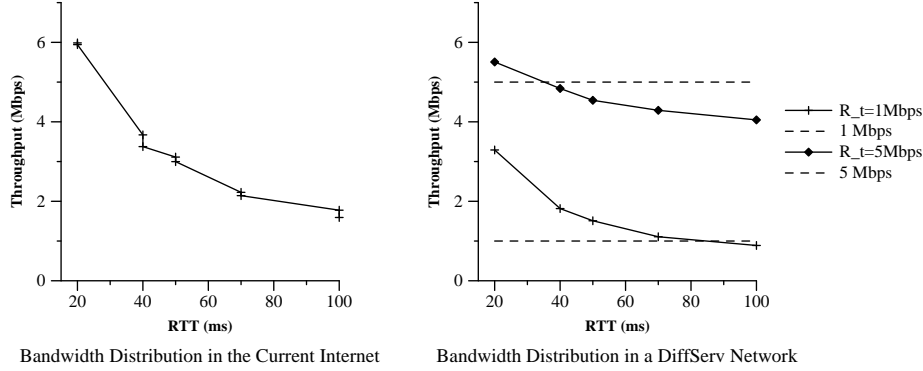 Throughput (Mbps)
6
4
2
0
20 40 60 80 100
RTT (ms)
Bandwidth Distribution in the Current Internet
Throughput (Mbps)
6
4
2
0
20 40 60 80 100
RTT (ms)
Bandwidth Distribution in a DiffServ Network
R_t=1Mbps
1 Mbps
R_t=5Mbps
5 Mbps